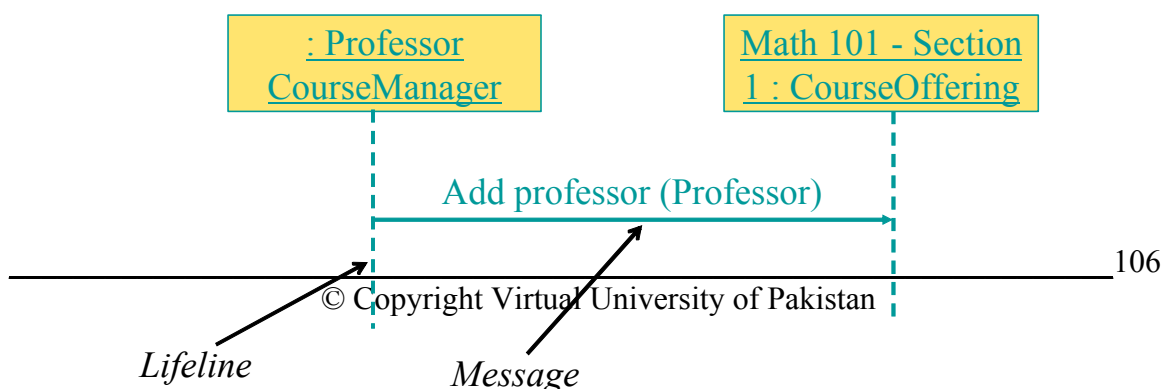 : Professor
CourseManager
Math 101 - Section
1 : CourseOffering
Add professor (Professor)
106
© Copyright Virtual University of Pakistan
Lifeline
Message